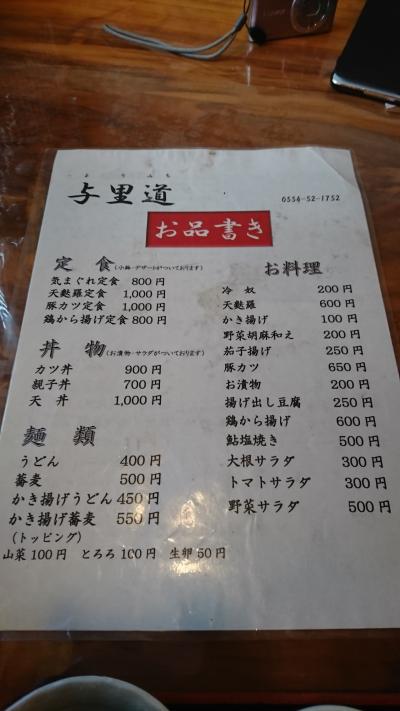 よりみち
与里道
0554-52-1752
お品書き
定食(小鉢・デザートがついております)
気まぐれ定食 800円
天麩羅定食 1,000円
豚カツ定食 1,000円
鶏から揚げ定食 800円
丼物(お漬物・サラダがついております)
カツ丼 900円
親子丼 700円
天丼 1,000円
麺類
うどん 400円
蕎麦 500円
かき揚げうどん 450円
かき揚げ蕎麦 550円
(トッピング)
山菜100円 とろろ100円 生卵50円
お料理
冷奴 200円
天麩羅 600円
かき揚げ 100円
野菜胡麻和え 200円
茄子揚げ 250円
豚カツ 650円
お漬物 200円
揚げ出し豆腐 250円
鶏から揚げ 600円
鮎塩焼き 500円
大根サラダ 300円
トマトサラダ 300円
野菜サラダ 500円